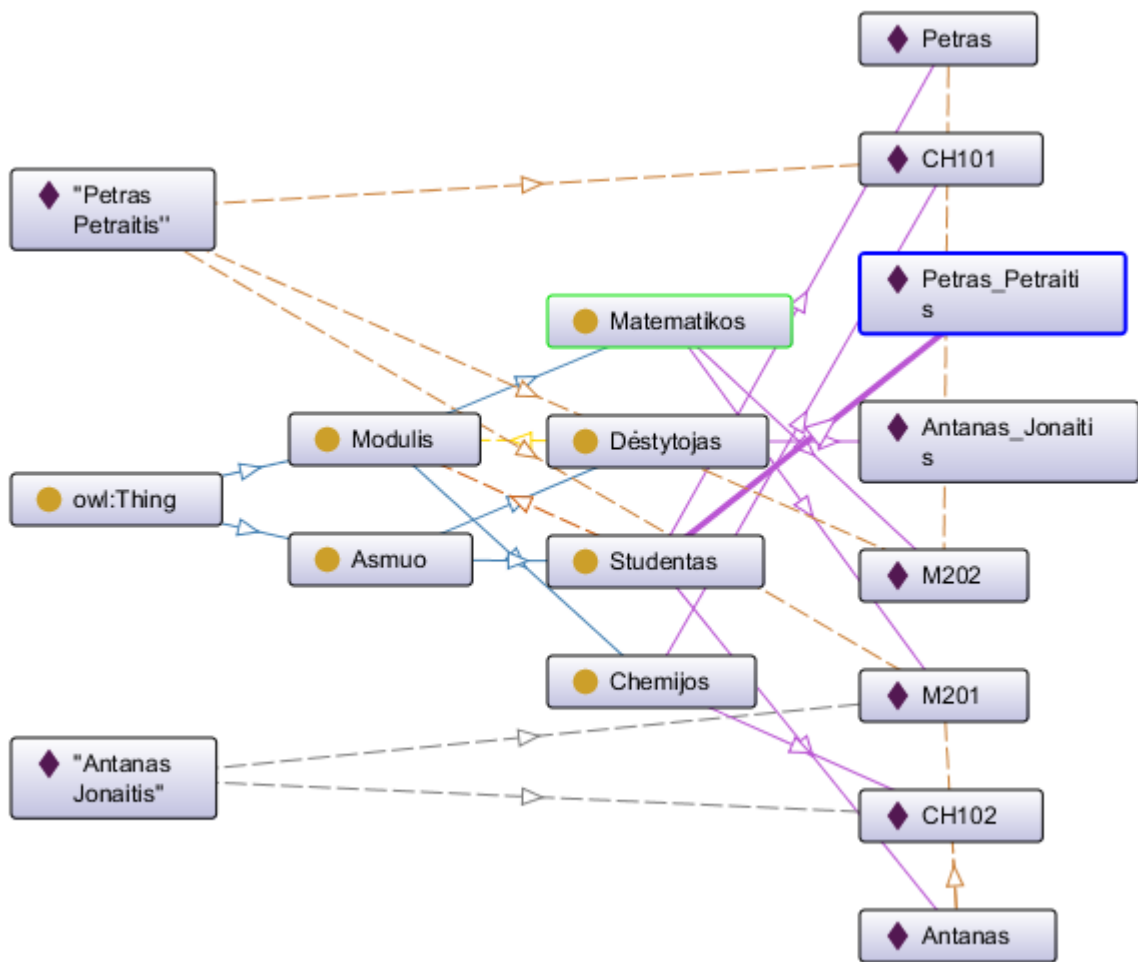 Petras
CH101
"Petras
Petraitis"
Petras_Petraiti
s
Matematikos
Antanas_Jonaiti
s
Modulis
Dėstytojas
owl:Thing
Asmuo
Studentas
M202
Chemijos
M201
"Antanas
Jonaitis"
CH102
Antanas